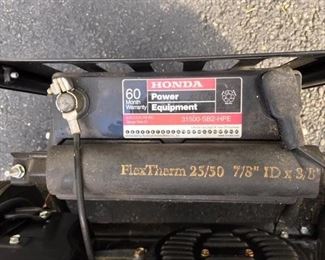 HONDA
60
Month
Warranty
Power
Equipment
31500-SB2-HPE
FlexTherm 25/50 7/8" ID x 3/8"